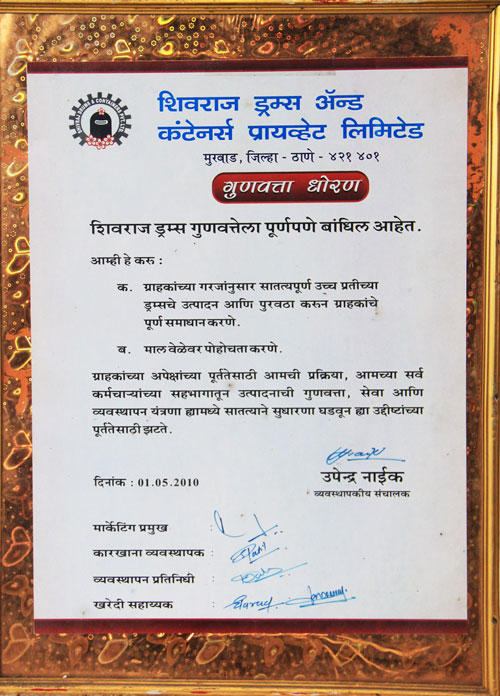 शिवराज ड्रम्स ॲन्ड
कंटेनर्स प्रायव्हेट लिमिटेड
मुरबाड, जिल्हा - ठाणे - ४२१ ४०१
गुणवत्ता धोरण
शिवराज ड्रम्स गुणवत्तेला पूर्णपणे बांधिल आहेत.
आम्ही हे करु :
क. ग्राहकांच्या गरजांनुसार सातत्यपूर्ण उच्च प्रतीच्या
ड्रम्सचे उत्पादन आणि पुरवठा करुन ग्राहकांचे
पूर्ण समाधान करणे.
ब. माल वेळेवर पोहोचता करणे.
ग्राहकांच्या अपेक्षांच्या पूर्ततेसाठी आमची प्रक्रिया, आमच्या सर्व
कर्मचाऱ्यांच्या सहभागातून उत्पादनाची गुणवत्ता, सेवा आणि
व्यवस्थापन यंत्रणा ह्यामध्ये सातत्याने सुधारणा घडवून ह्या उद्दीष्टांच्या
पूर्ततेसाठी झटते.
उपेन्द्र नाईक
दिनांक : 01.05.2010
व्यवस्थापकीय संचालक
मार्केटिंग प्रमुख :
कारखाना व्यवस्थापक :
व्यवस्थापन प्रतिनिधी :
खरेदी सहाय्यक :